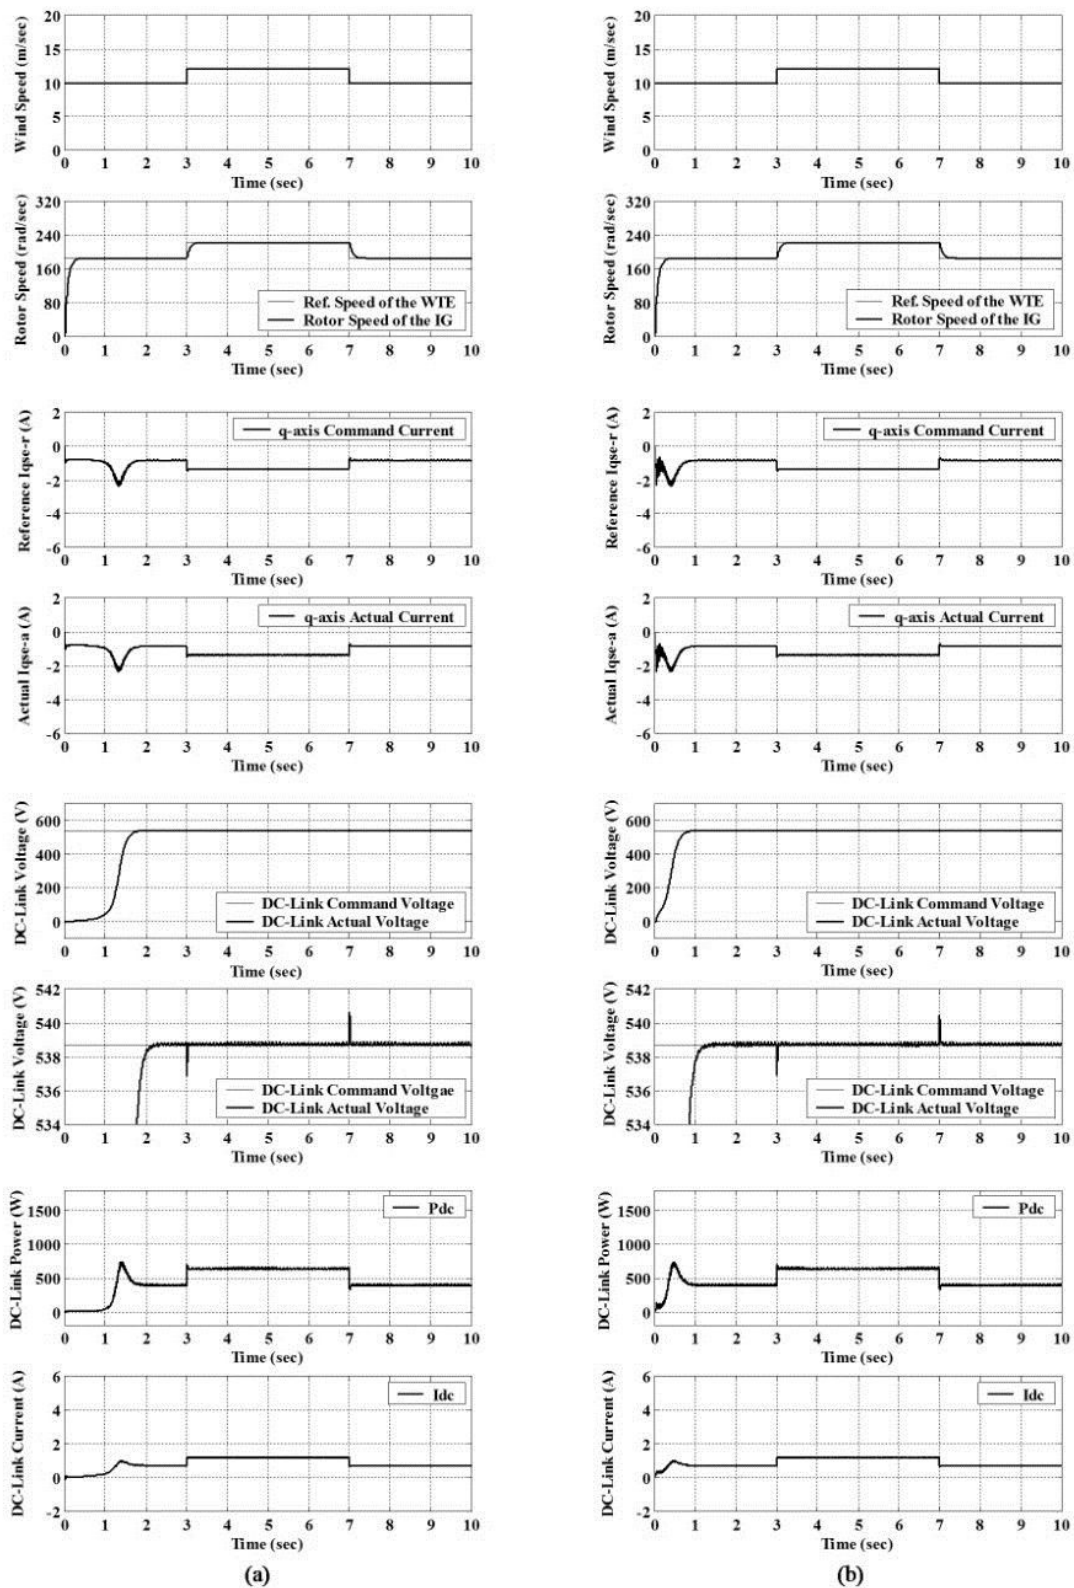 Wind Speed (m/sec)
20
15
10
5
0
0 1 2 3 4 5 6 7 8 9 10
Time (sec)
Rotor Speed (rad/sec)
320
240
160
80
0
Ref. Speed of the WTE
Rotor Speed of the IG
0 1 2 3 4 5 6 7 8 9 10
Time (sec)
Reference Iqse-r (A)
2
0
-2
-4
-6
q-axis Command Current
0 1 2 3 4 5 6 7 8 9 10
Time (sec)
Actual Iqse-a (A)
2
0
-2
-4
-6
q-axis Actual Current
0 1 2 3 4 5 6 7 8 9 10
Time (sec)
DC-Link Voltage (V)
600
400
200
0
DC-Link Command Voltage
DC-Link Actual Voltage
0 1 2 3 4 5 6 7 8 9 10
Time (sec)
DC-Link Voltage (V)
542
540
538
536
534
DC-Link Command Voltgae
DC-Link Actual Voltage
0 1 2 3 4 5 6 7 8 9 10
Time (sec)
DC-Link Power (W)
1500
1000
500
0
Pdc
0 1 2 3 4 5 6 7 8 9 10
Time (sec)
DC-Link Current (A)
6
4
2
0
-2
Idc
0 1 2 3 4 5 6 7 8 9 10
Time (sec)
(a)
Wind Speed (m/sec)
20
15
10
5
0
0 1 2 3 4 5 6 7 8 9 10
Time (sec)
Rotor Speed (rad/sec)
320
240
160
80
0
Ref. Speed of the WTE
Rotor Speed of the IG
0 1 2 3 4 5 6 7 8 9 10
Time (sec)
Reference Iqse-r (A)
2
0
-2
-4
-6
q-axis Command Current
0 1 2 3 4 5 6 7 8 9 10
Time (sec)
Actual Iqse-a (A)
2
0
-2
-4
-6
q-axis Actual Current
0 1 2 3 4 5 6 7 8 9 10
Time (sec)
DC-Link Voltage (V)
600
400
200
0
DC-Link Command Voltage
DC-Link Actual Voltage
0 1 2 3 4 5 6 7 8 9 10
Time (sec)
DC-Link Voltage (V)
542
540
538
536
534
DC-Link Command Voltage
DC-Link Actual Voltage
0 1 2 3 4 5 6 7 8 9 10
Time (sec)
DC-Link Power (W)
1500
1000
500
0
Pdc
0 1 2 3 4 5 6 7 8 9 10
Time (sec)
DC-Link Current (A)
6
4
2
0
-2
Idc
0 1 2 3 4 5 6 7 8 9 10
Time (sec)
(b)